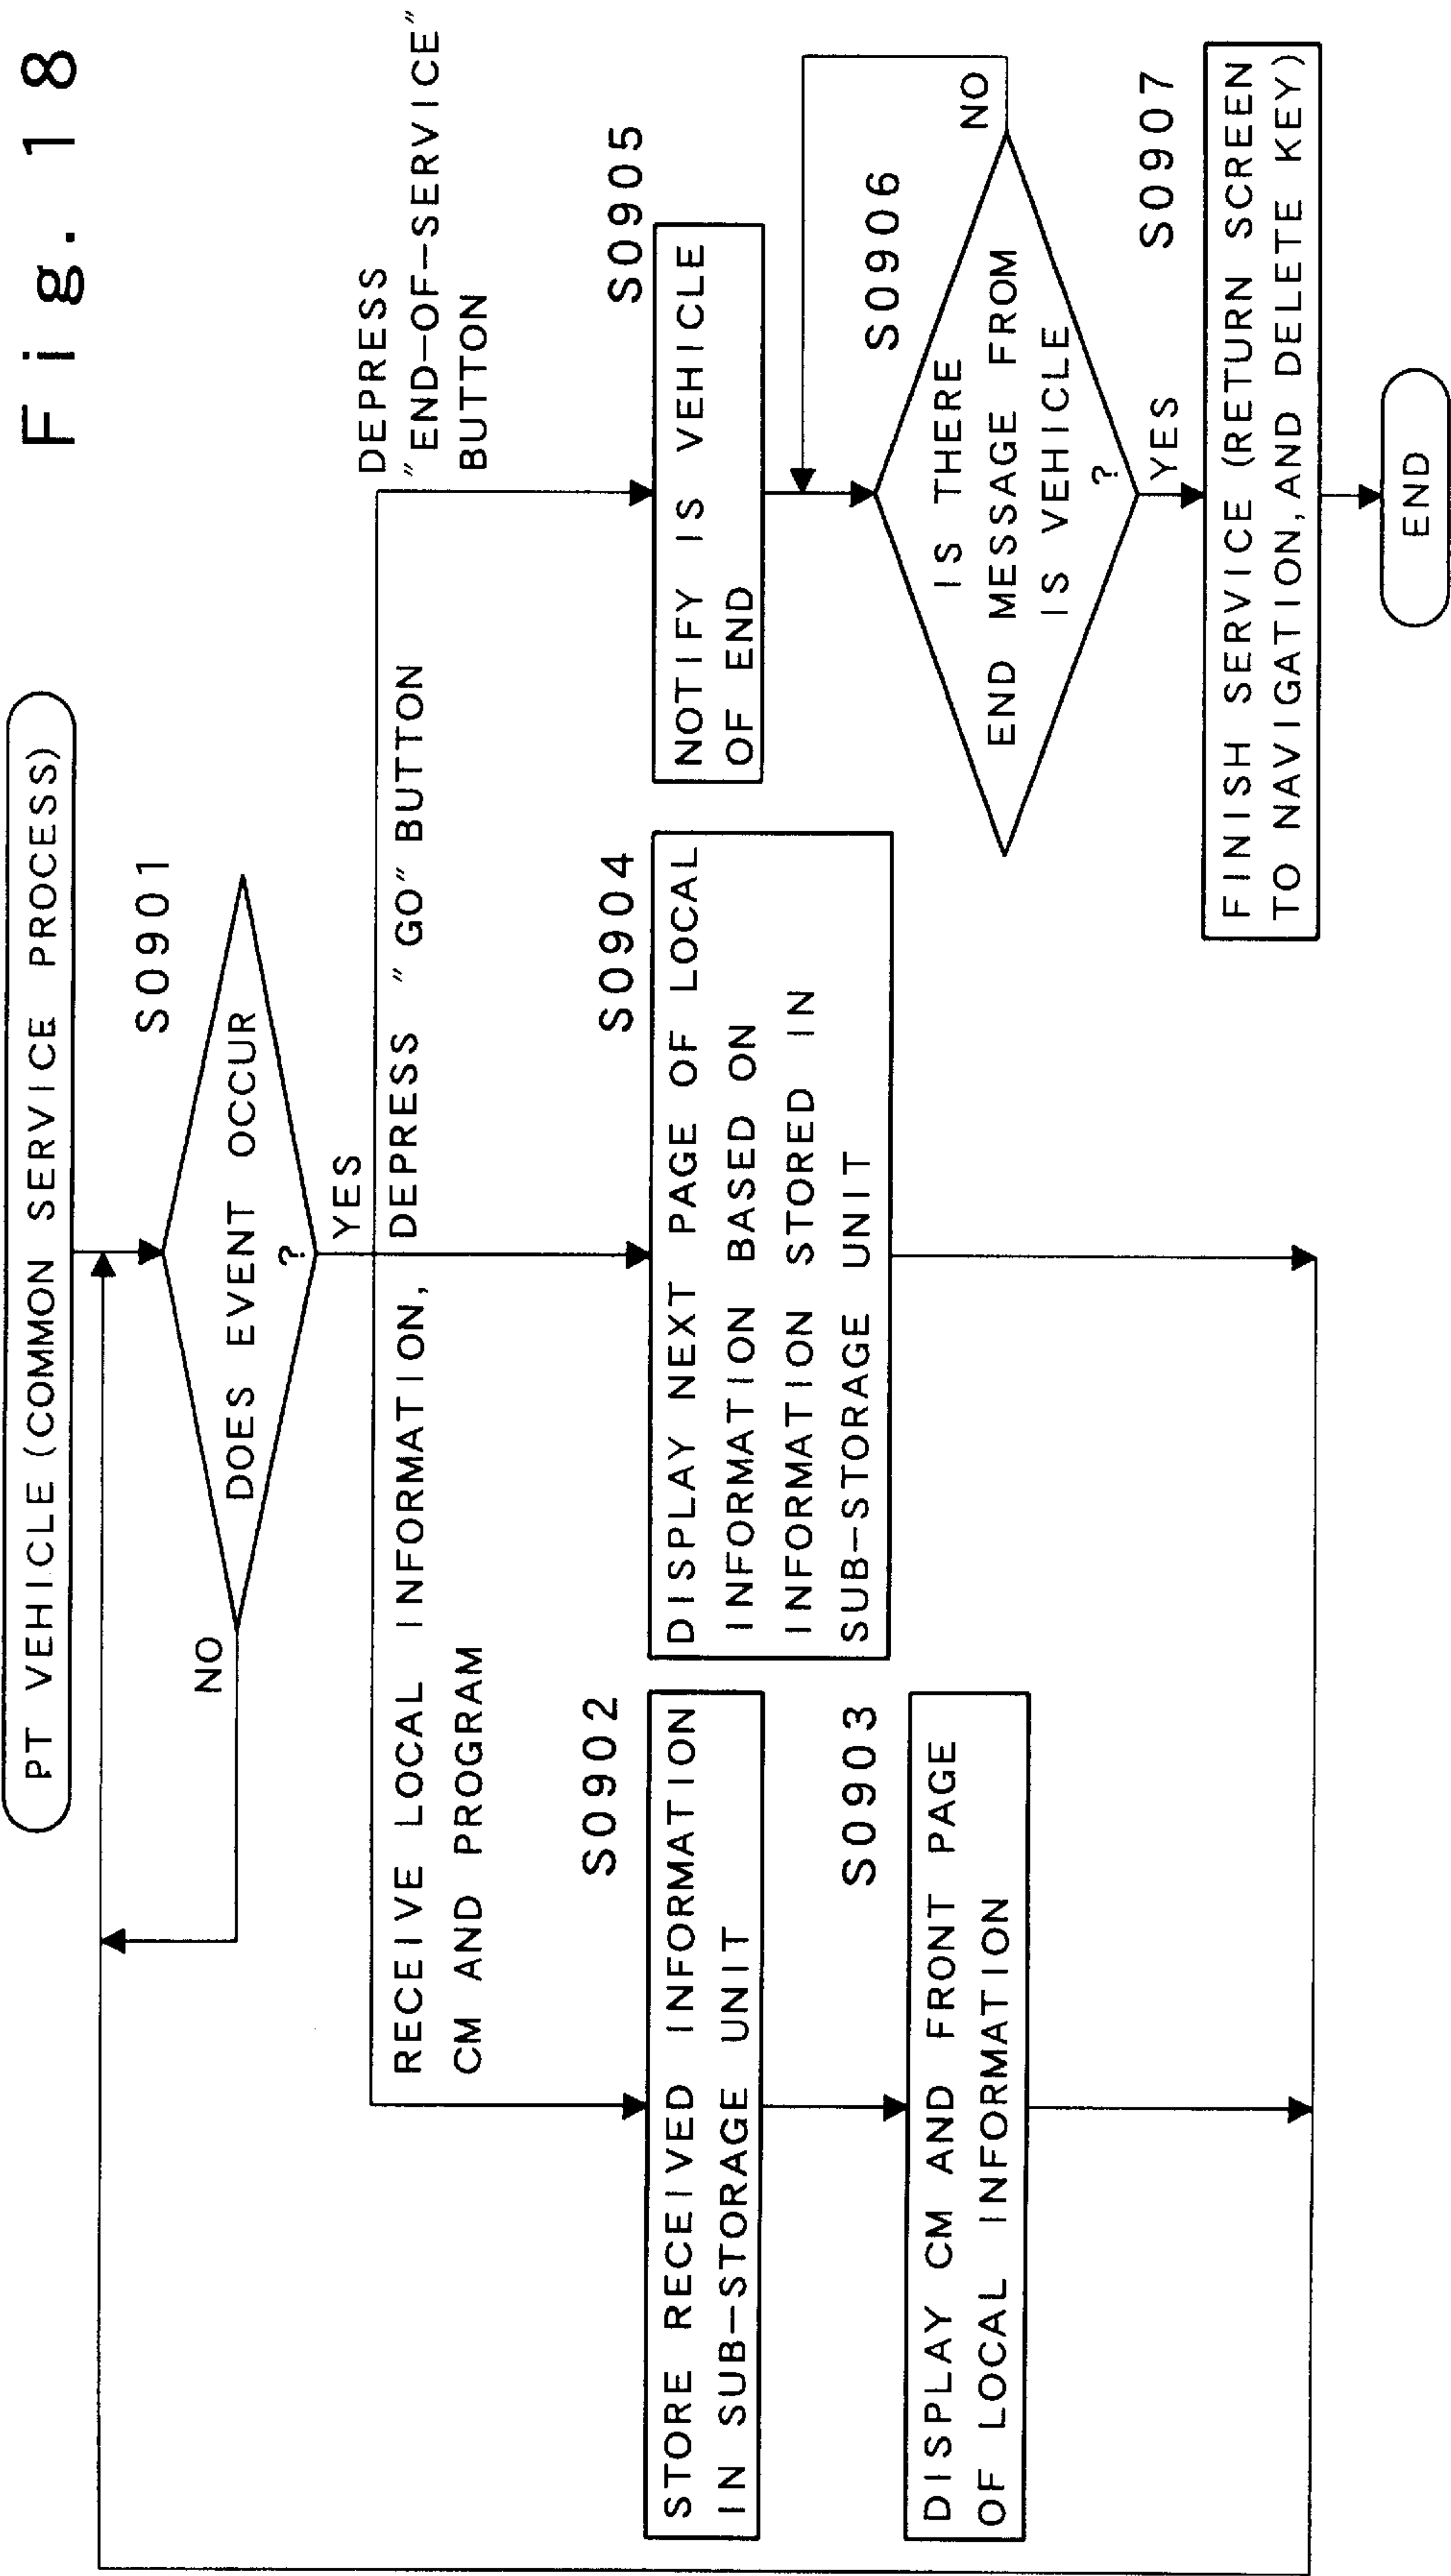 Fig. 18
PT VEHICLE (COMMON SERVICE PROCESS)
S0901
DOES EVENT OCCUR
?
NO
YES
RECEIVE LOCAL INFORMATION,
CM AND PROGRAM
DEPRESS "GO" BUTTON
DEPRESS
"END-OF-SERVICE"
BUTTON
S0902
STORE RECEIVED INFORMATION
IN SUB-STORAGE UNIT
S0903
DISPLAY CM AND FRONT PAGE
OF LOCAL INFORMATION
S0904
DISPLAY NEXT PAGE OF LOCAL
INFORMATION BASED ON
INFORMATION STORED IN
SUB-STORAGE UNIT
S0905
NOTIFY IS VEHICLE
OF END
S0906
IS THERE
END MESSAGE FROM
IS VEHICLE
?
NO
YES
S0907
FINISH SERVICE (RETURN SCREEN
TO NAVIGATION, AND DELETE KEY)
END